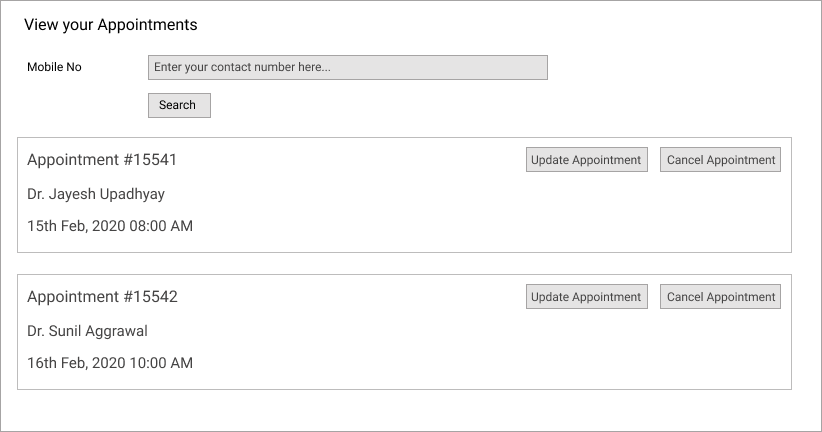 View your Appointments
Mobile No Enter your contact number here...
Search
Appointment #15541 Update Appointment Cancel Appointment
Dr. Jayesh Upadhyay
15th Feb, 2020 08:00 AM
Appointment #15542 Update Appointment Cancel Appointment
Dr. Sunil Aggrawal
16th Feb, 2020 10:00 AM